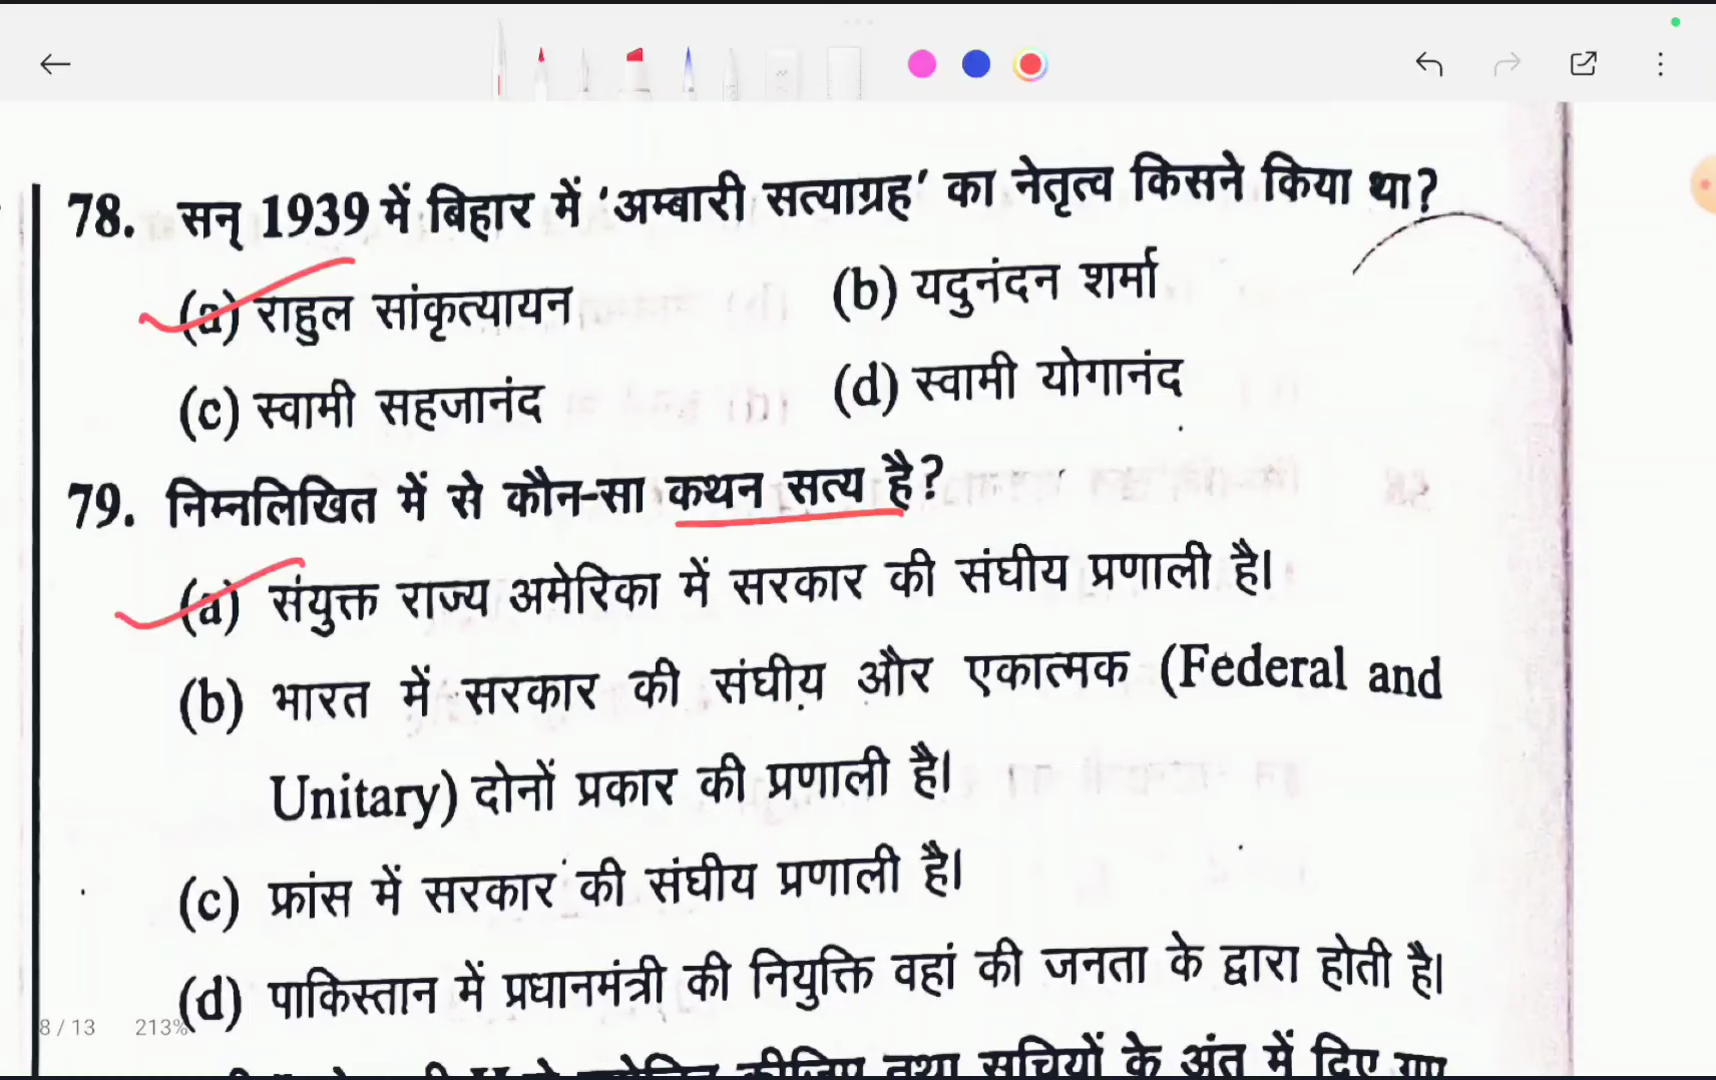 78. सन् 1939 में बिहार में ‘अम्बारी सत्याग्रह’ का नेतृत्व किसने किया था?
(a) राहुल सांकृत्यायन (b) यदुनंदन शर्मा
(c) स्वामी सहजानंद (d) स्वामी योगानंद
79. निम्नलिखित में से कौन-सा कथन सत्य है?
(a) संयुक्त राज्य अमेरिका में सरकार की संघीय प्रणाली है।
(b) भारत में सरकार की संघीय और एकात्मक (Federal and
Unitary) दोनों प्रकार की प्रणाली है।
(c) फ्रांस में सरकार की संघीय प्रणाली है।
(d) पाकिस्तान में प्रधानमंत्री की नियुक्ति वहां की जनता के द्वारा होती है।
8 / 13 213%
तथा सूचियों के अंत में दिए गए